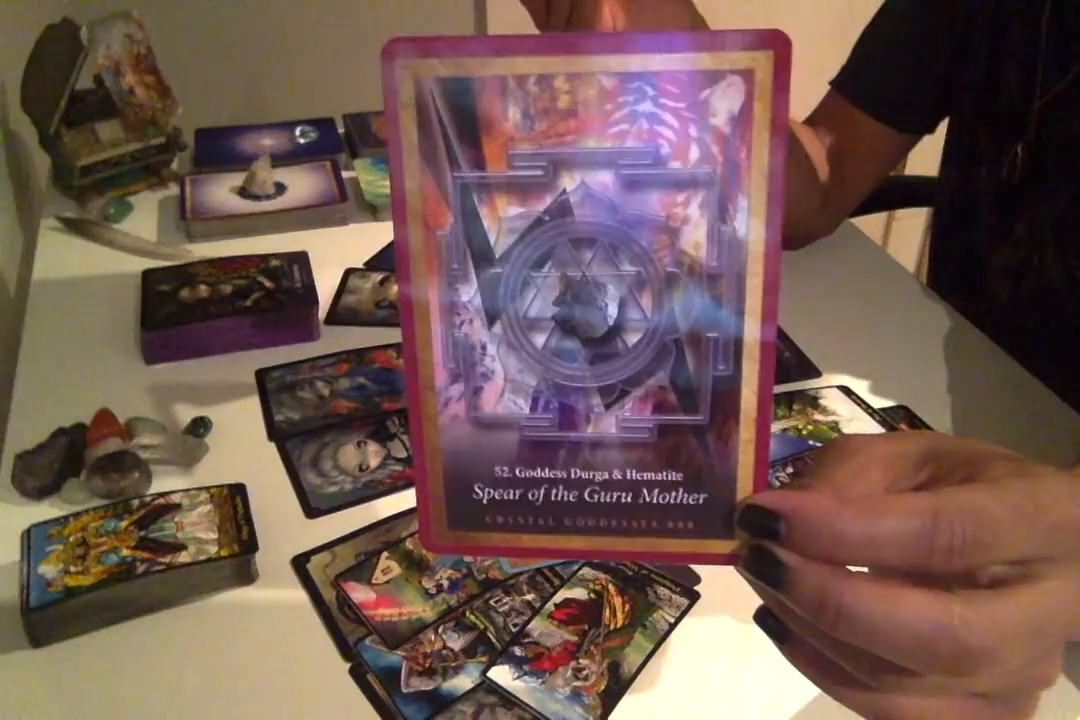 52. Goddess Durga & Hematite
Spear of the Guru Mother
CRYSTAL GODDESSES 888